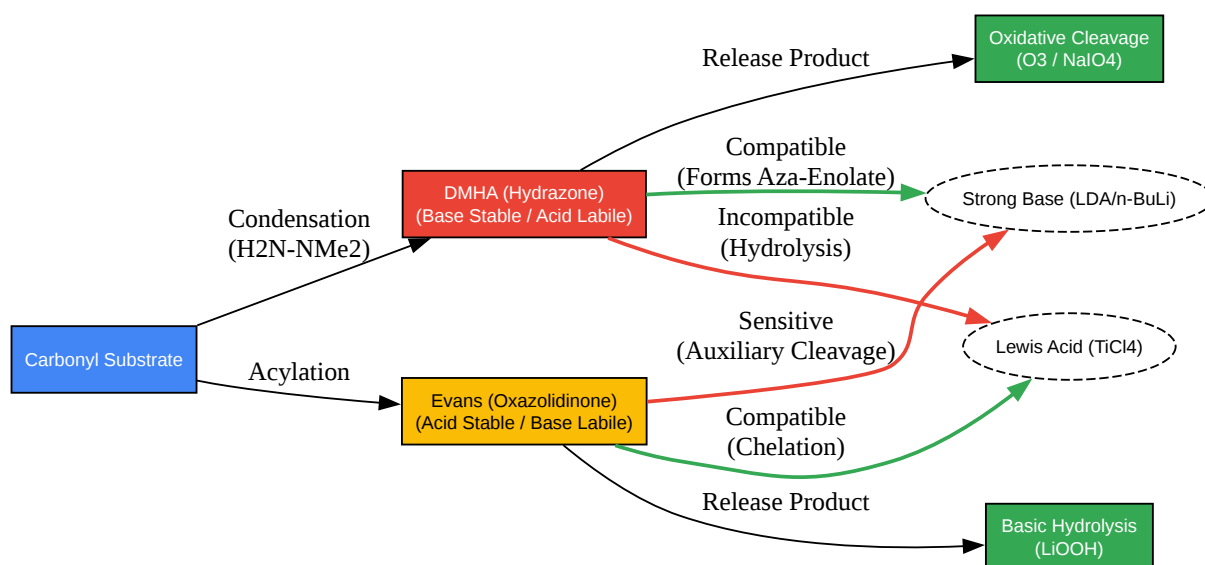 Oxidative Cleavage
(O3 / NaIO4)
Release Product
Compatible
(Forms Aza-Enolate)
DMHA (Hydrazone)
(Base Stable / Acid Labile)
Strong Base (LDA/n-BuLi)
Condensation
(H2N-NMe2)
Incompatible
(Hydrolysis)
Carbonyl Substrate
Sensitive
(Auxiliary Cleavage)
Lewis Acid (TiCl4)
Acylation
Evans (Oxazolidinone)
(Acid Stable / Base Labile)
Compatible
(Chelation)
Release Product
Basic Hydrolysis
(LiOOH)